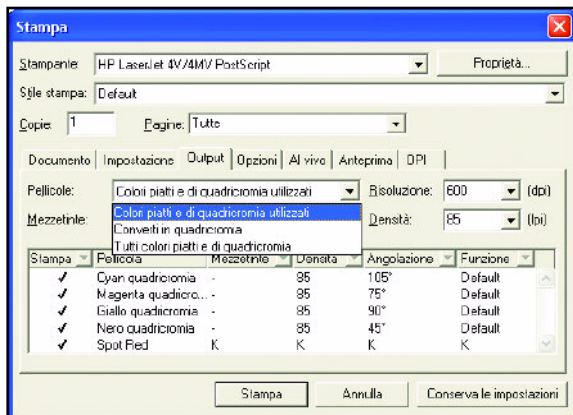 Stampa
Stampante: HP LaserJet 4V/4MV PostScript Proprietà...
Stile stampa: Default
Copie: 1 Pagine: Tutte
Documento Impostazione Output Opzioni Al vivo Anteprima OPI
Pellicole: Colori piatti e di quadricromia utilizzati Risoluzione: 600 (dpi)
Colori piatti e di quadricromia utilizzati
Mezzetinte: Converti in quadricromia Densità: 85 (lpi)
Tutti colori piatti e di quadricromia
Stampa Pellicola Mezzetinte Densità Angolazione Funzione
✓ Cyan quadricromia - 85 105° Default
✓ Magenta quadricro... - 85 75° Default
✓ Giallo quadricromia - 85 90° Default
✓ Nero quadricromia - 85 45° Default
✓ Spot Red K K K K
Stampa Annulla Conserva le impostazioni